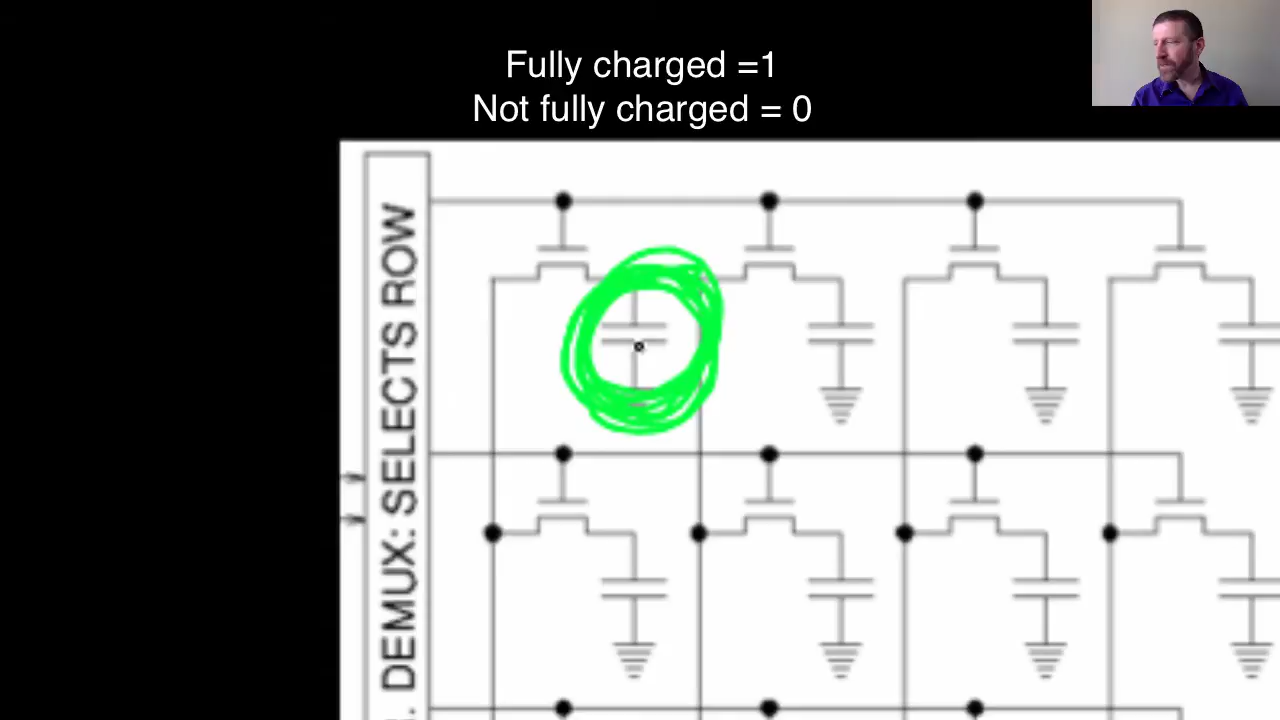 Fully charged =1
Not fully charged = 0
DEMUX: SELECTS ROW